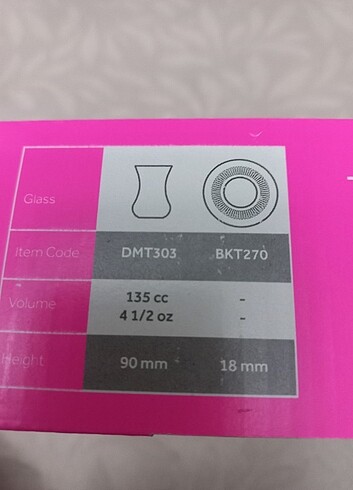 Glass
Item Code DMT303 BKT270
Volume 135 cc -
4 1/2 oz -
Height 90 mm 18 mm